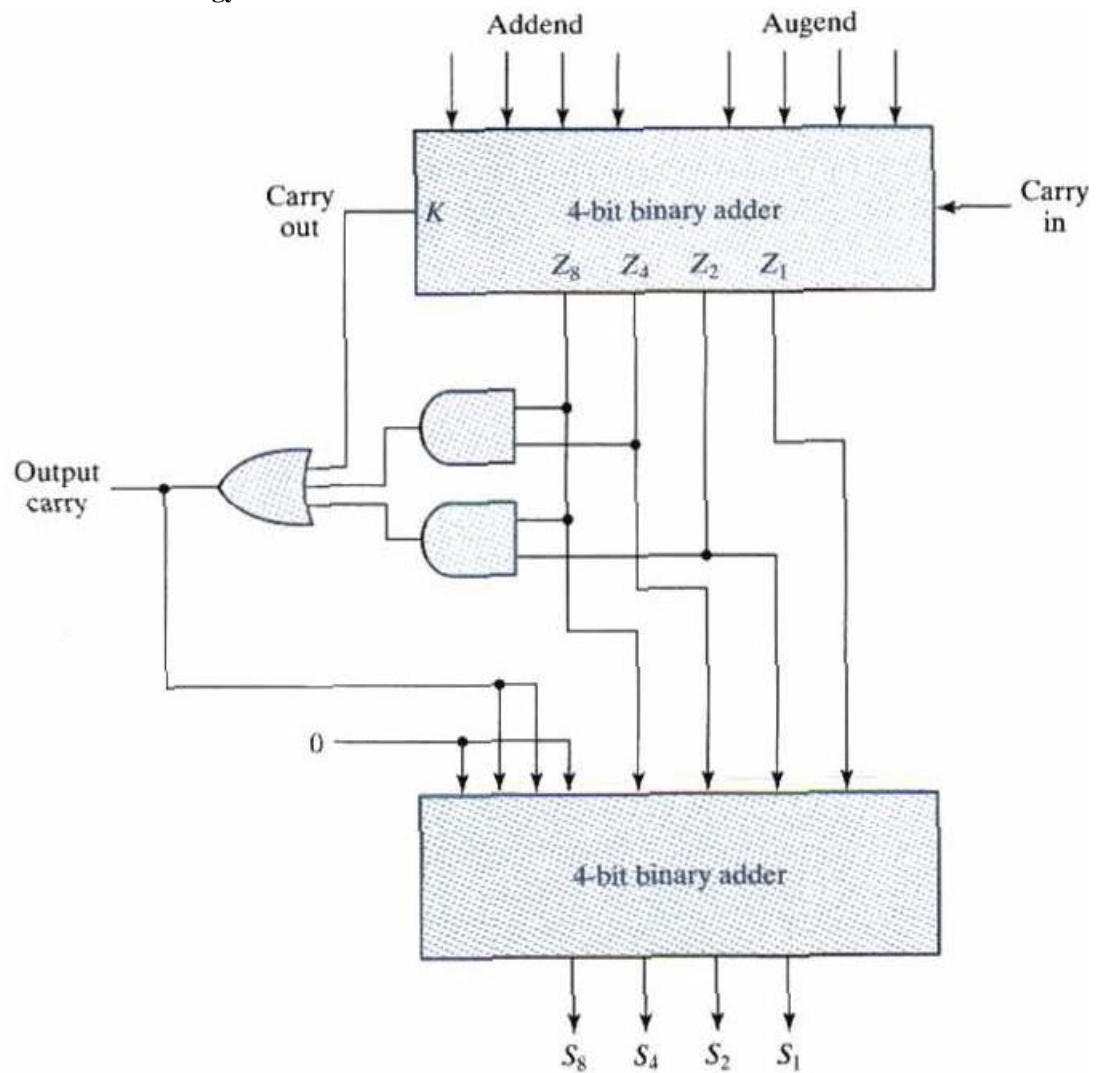 gy
Addend
Augend
Carry
out
K
4-bit binary adder
Carry
in
Z8 Z4 Z2 Z1
Output
carry
0
4-bit binary adder
S8 S4 S2 S1